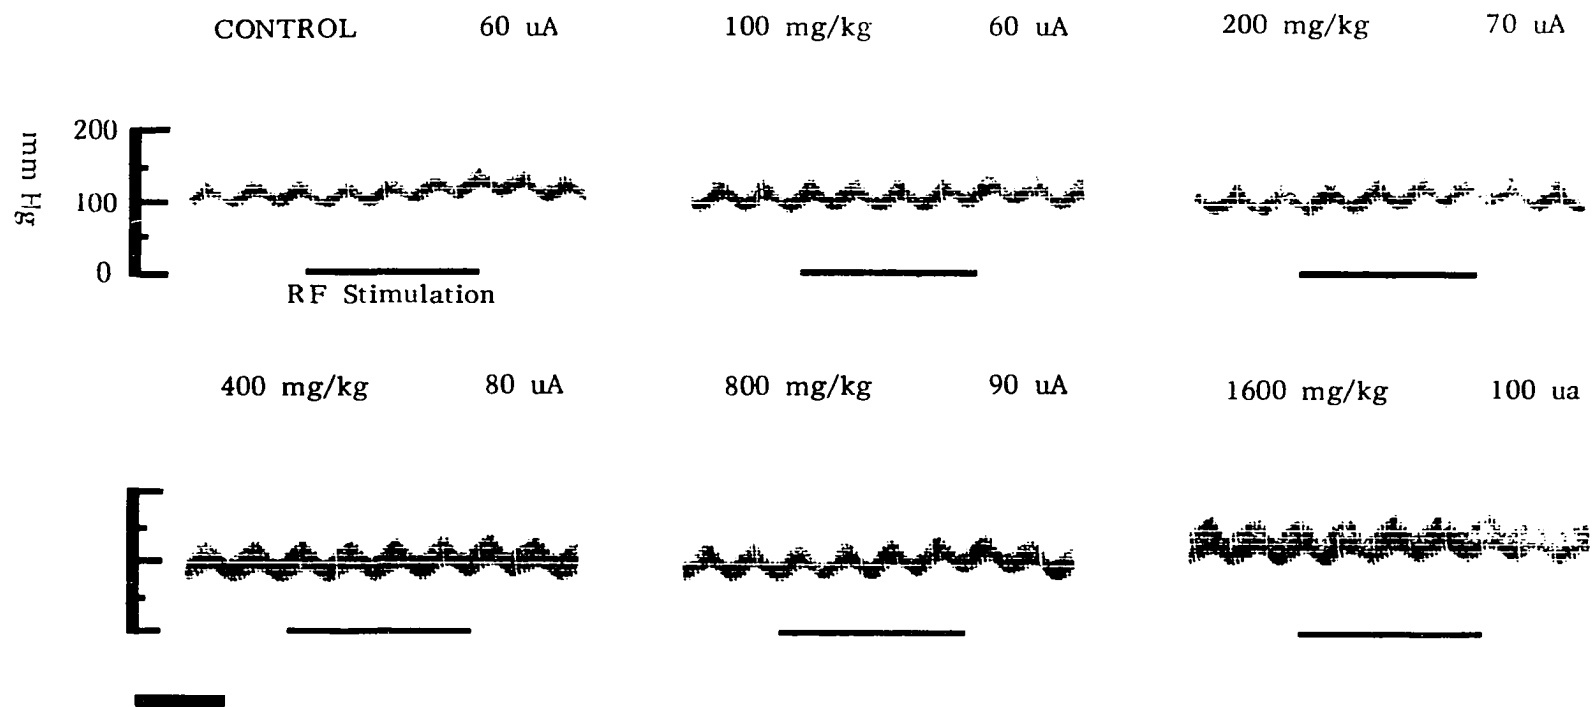 CONTROL 60 uA 100 mg/kg 60 uA 200 mg/kg 70 uA
200
mm Hg
100
0
RF Stimulation
400 mg/kg 80 uA 800 mg/kg 90 uA 1600 mg/kg 100 ua